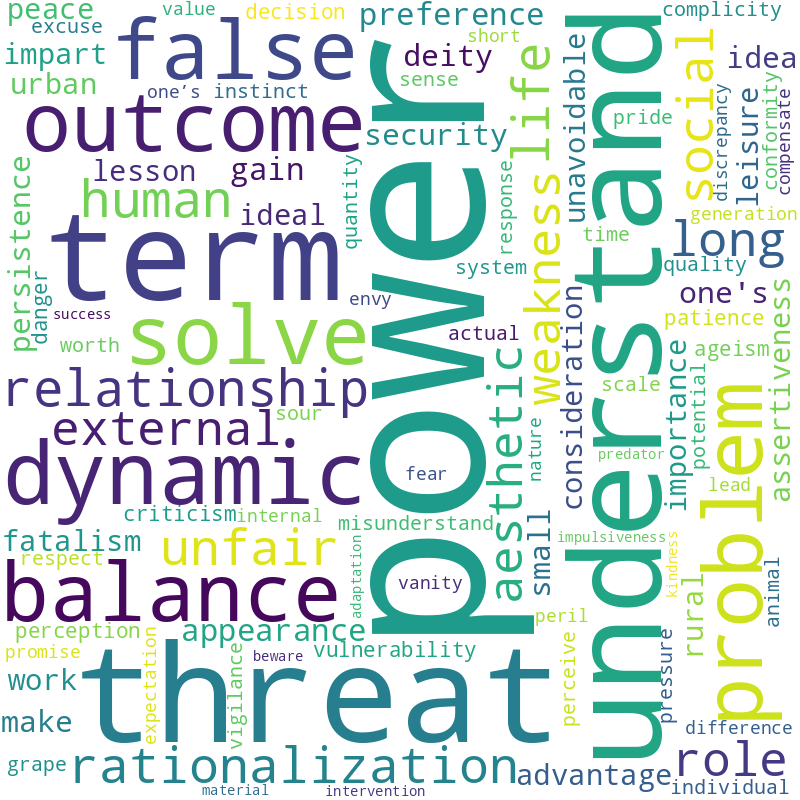 peace
value
decision
preference
complicity
excuse
false
short
social
idea
impart
deity
life
unavoidable
understand
urban
one's instinct
sense
pride
discrepancy
leisure
conformity
compensate
outcome
security
power
lesson
gain
quantity
response
human
ideal
generation
persistence
term
time
long
system
weakness
quality
danger
envy
one's
success
solve
actual
consideration
patience
worth
aesthetic
importance
ageism
relationship
scale
potential
assertiveness
sour
external
nature
problem
dynamic
fear
predator
lead
criticism
internal
misunderstand
small
impulsiveness
fatalism
unfair
adaptation
kindness
respect
balance
vanity
animal
rural
peril
perception
appearance
promise
expectation
vigilance
beware
vulnerability
perceive
pressure
work
threat
make
difference
grape
rationalization
advantage
role
material
intervention
individual